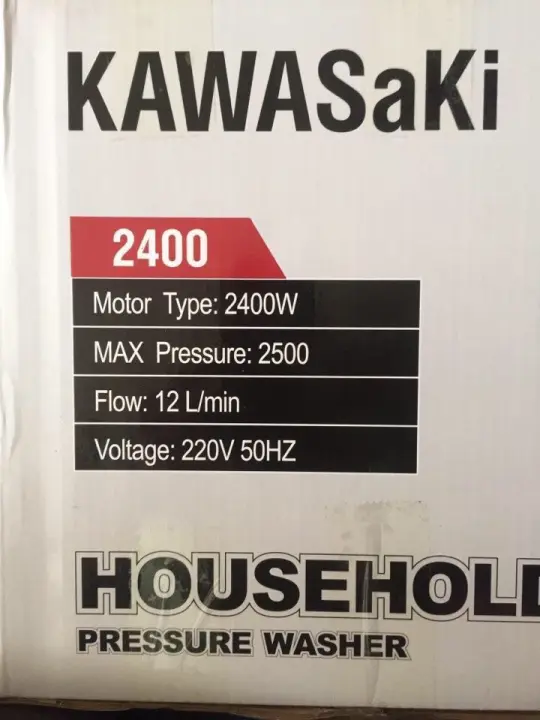 KAWASaKi
2400
Motor Type: 2400W
MAX Pressure: 2500
Flow: 12 L/min
Voltage: 220V 50HZ
HOUSEHOLD
PRESSURE WASHER